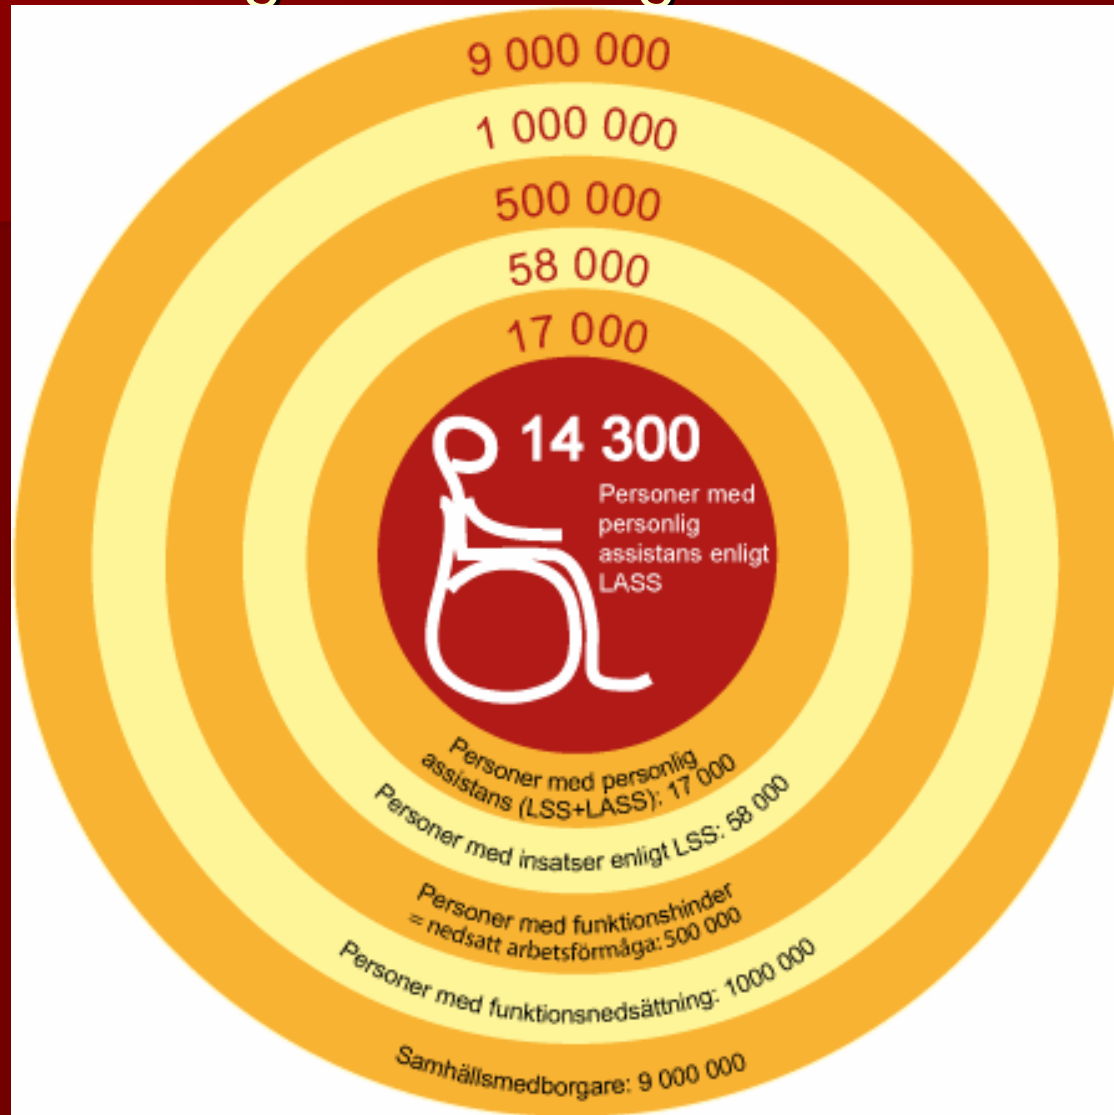 9 000 000
1 000 000
500 000
58 000
17 000
14 300
Personer med
personlig
assistans enligt
LASS
Personer med personlig
assistans (LSS+LASS): 17 000
Personer med insatser enligt LSS: 58 000
Personer med funktionshinder
= nedsatt arbetsförmåga: 500 000
Personer med funktionsnedsättning: 1000 000
Samhällsmedborgare: 9 000 000